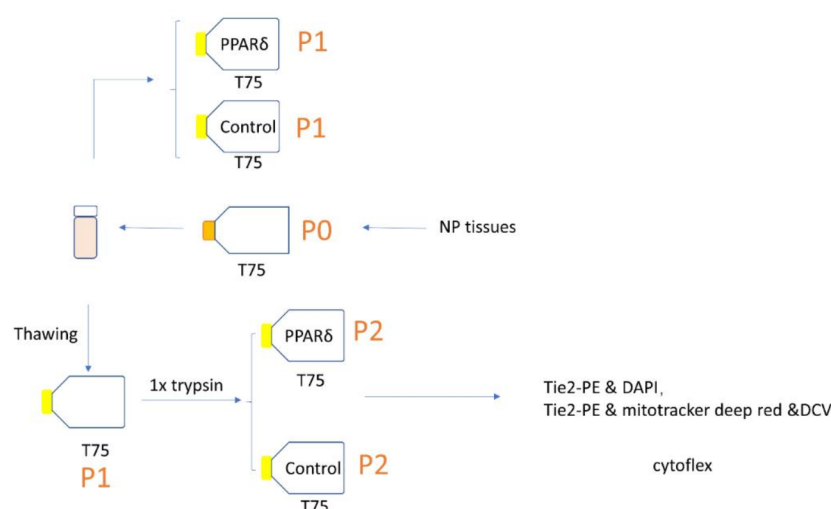 PPARδ
P1
T75
Control
P1
T75
P0
NP tissues
T75
Thawing
1x trypsin
PPARδ
P2
T75
Tie2-PE & DAPI,
Tie2-PE & mitotracker deep red &DCV
T75
P1
Control
P2
cytoflex
T75